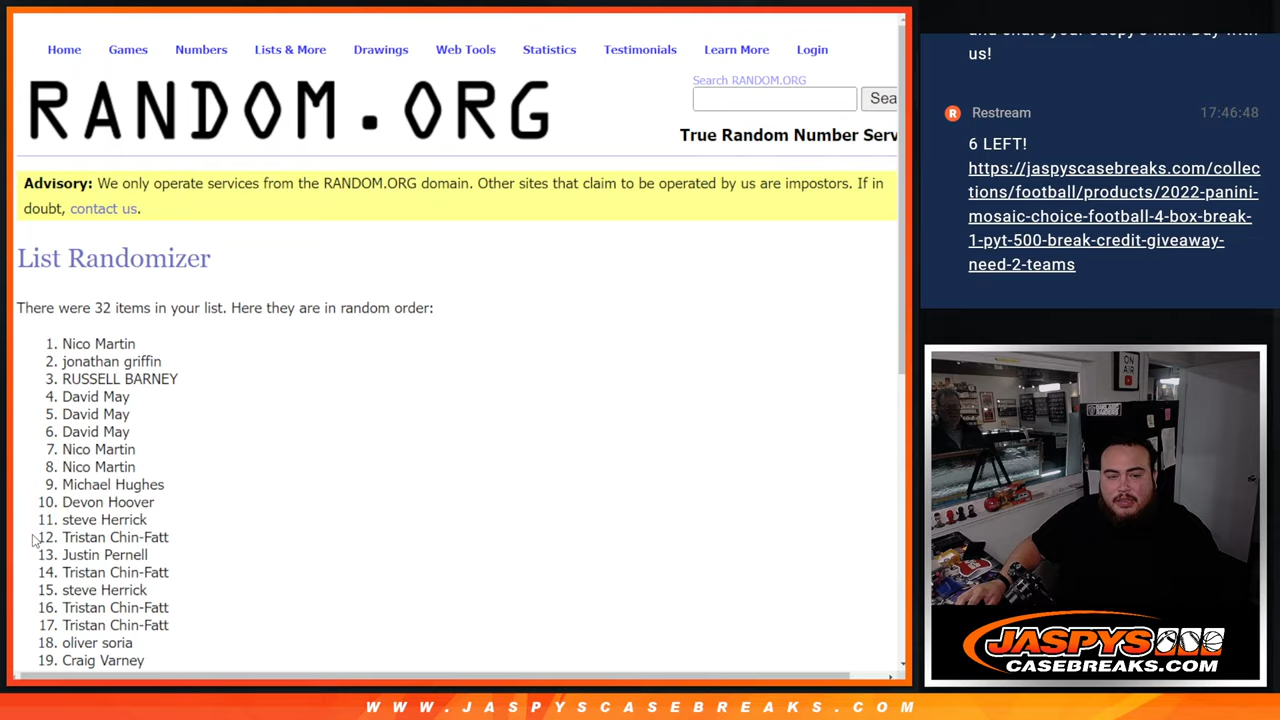 Home Games Numbers Lists & More Drawings Web Tools Statistics Testimonials Learn More Login
RANDOM.ORG
Search RANDOM.ORG
Sea
True Random Number Serv
Advisory: We only operate services from the RANDOM.ORG domain. Other sites that claim to be operated by us are impostors. If in
doubt, contact us.
List Randomizer
There were 32 items in your list. Here they are in random order:
1. Nico Martin
2. jonathan griffin
3. RUSSELL BARNEY
4. David May
5. David May
6. David May
7. Nico Martin
8. Nico Martin
9. Michael Hughes
10. Devon Hoover
11. steve Herrick
12. Tristan Chin-Fatt
13. Justin Pernell
14. Tristan Chin-Fatt
15. steve Herrick
16. Tristan Chin-Fatt
17. Tristan Chin-Fatt
18. oliver soria
19. Craig Varney
us!
R Restream 17:46:48
6 LEFT!
https://jaspyscasebreaks.com/collec
tions/football/products/2022-panini-
mosaic-choice-football-4-box-break-
1-pyt-500-break-credit-giveaway-
need-2-teams
ON
AIR
JASPYS
CASEBREAKS.COM
WWW.JASPYSCASEBREAKS.COM